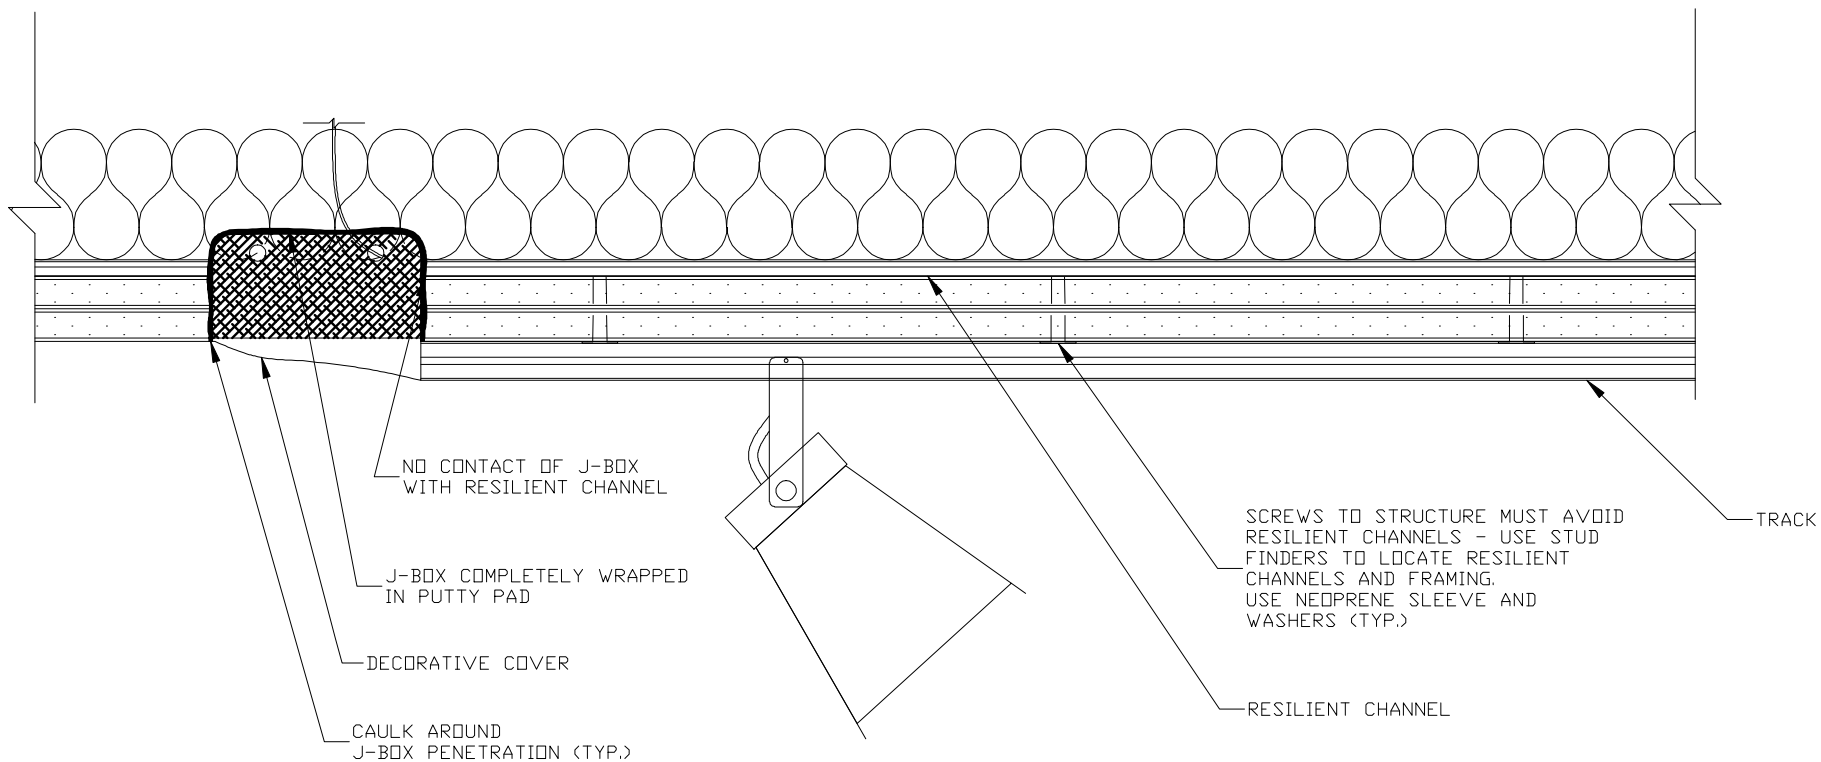 NO CONTACT OF J-BOX
WITH RESILIENT CHANNEL
J-BOX COMPLETELY WRAPPED
IN PUTTY PAD
DECORATIVE COVER
CAULK AROUND
J-BOX PENETRATION (TYP.)
SCREWS TO STRUCTURE MUST AVOID
RESILIENT CHANNELS - USE STUD
FINDERS TO LOCATE RESILIENT
CHANNELS AND FRAMING.
USE NEOPRENE SLEEVE AND
WASHERS (TYP.)
TRACK
RESILIENT CHANNEL